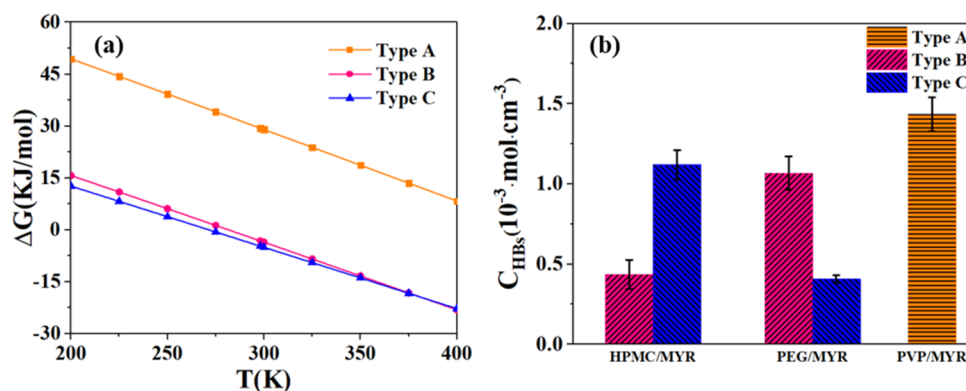 (a)
Type A
Type B
Type C
60
45
30
15
0
-15
-30
ΔG(KJ/mol)
200 250 300 350 400
T(K)
(b)
Type A
Type B
Type C
2.0
1.5
1.0
0.5
0.0
C_HBs(10⁻³·mol·cm⁻³)
HPMC/MYR PEG/MYR PVP/MYR